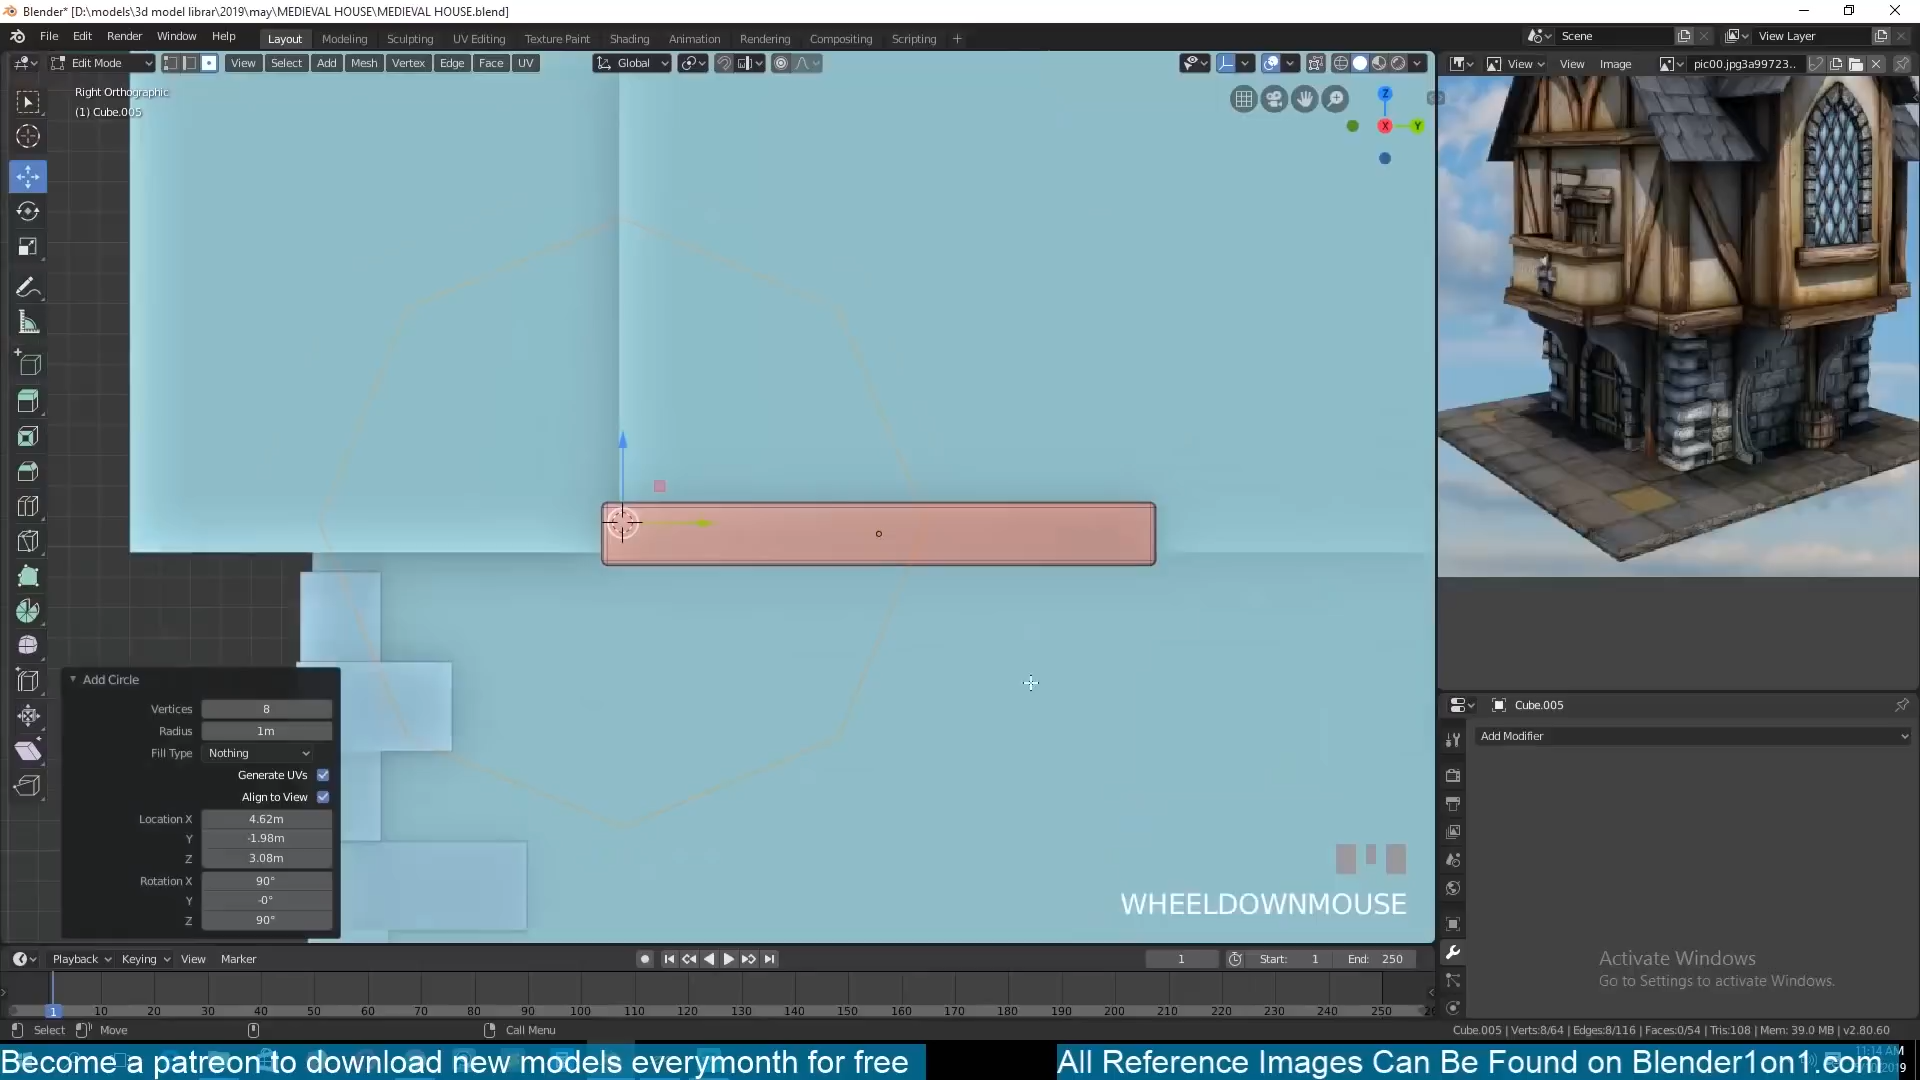 Blender* [D:\models\3d model librar\2019\may\MEDIEVAL HOUSE\MEDIEVAL HOUSE.blend]
File Edit Render Window Help Layout Modeling Sculpting UV Editing Texture Paint Shading Animation Rendering Compositing Scripting Scene View Layer
Edit Mode View Select Add Mesh Vertex Edge Face UV Global View View Image pic00.jpg3a99723..
Right Orthographic
(1) Cube.005
Z
X
Y
Add Circle
Vertices 8
Radius 1m
Fill Type Nothing
Generate UVs
Align to View
Location X 4.62m
Y -1.98m
Z 3.08m
Rotation X 90°
Y -0°
Z 90°
WHEELDOWNMOUSE
Cube.005
Add Modifier
Activate Windows
Go to Settings to activate Windows.
Playback Keying View Marker 1 Start: 1 End: 250
1 10 20 30 40 50 60 70 80 90 100 110 120 130 140 150 160 170 180 190 200 210 220 230 240 250
Select Move Call Menu Cube.005 | Verts:8/64 | Edges:8/116 | Faces:0/54 | Tris:108 | Mem: 39.0 MB | v2.80.60
Become a patreon to download new models everymonth for free
All Reference Images Can Be Found on Blender1on1.com
11:14 AM